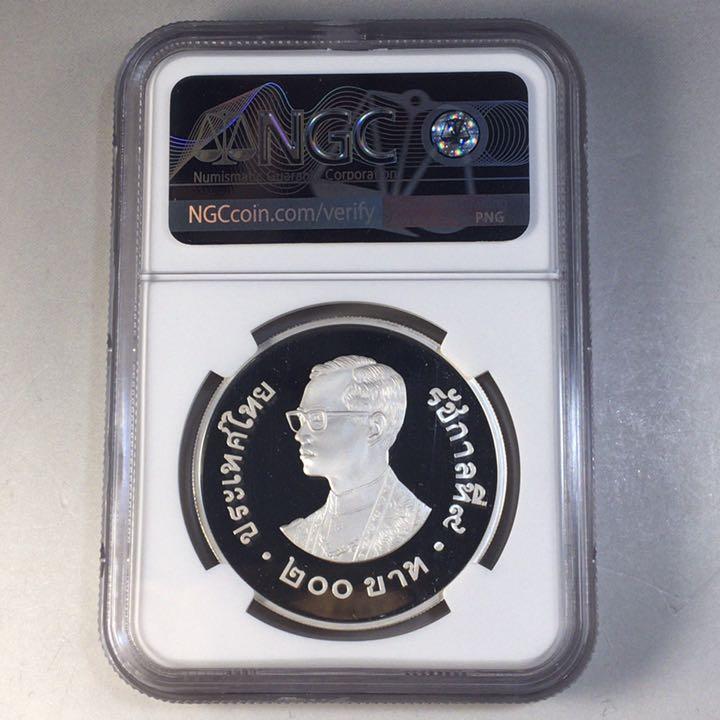 NGC
Numismatic Guaranty Corporation
NGCcoin.com/verify
PNG
ประเทศไทย
รัชกาลที่๙
• ๒๐๐ บาท •